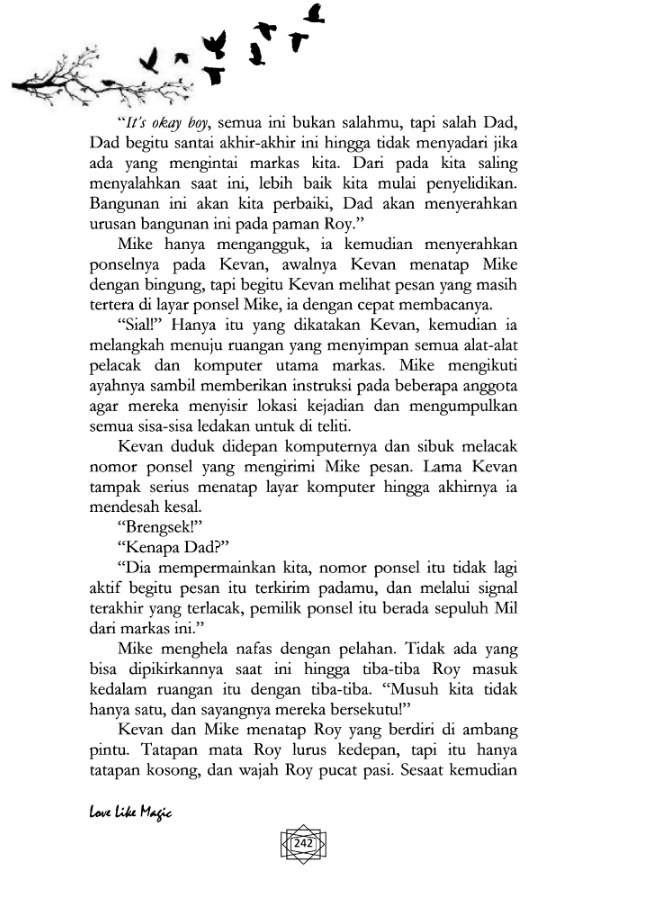 “It’s okay boy, semua ini bukan salahmu, tapi salah Dad,
Dad begitu santai akhir-akhir ini hingga tidak menyadari jika
ada yang mengintai markas kita. Dari pada kita saling
menyalahkan saat ini, lebih baik kita mulai penyelidikan.
Bangunan ini akan kita perbaiki, Dad akan menyerahkan
urusan bangunan ini pada paman Roy.”
Mike hanya mengangguk, ia kemudian menyerahkan
ponselnya pada Kevan, awalnya Kevan menatap Mike
dengan bingung, tapi begitu Kevan melihat pesan yang masih
tertera di layar ponsel Mike, ia dengan cepat membacanya.
“Sial!” Hanya itu yang dikatakan Kevan, kemudian ia
melangkah menuju ruangan yang menyimpan semua alat-alat
pelacak dan komputer utama markas. Mike mengikuti
ayahnya sambil memberikan instruksi pada beberapa anggota
agar mereka menyisir lokasi kejadian dan mengumpulkan
semua sisa-sisa ledakan untuk di teliti.
Kevan duduk didepan komputernya dan sibuk melacak
nomor ponsel yang mengirimi Mike pesan. Lama Kevan
tampak serius menatap layar komputer hingga akhirnya ia
mendesah kesal.
“Brengsek!”
“Kenapa Dad?”
“Dia mempermainkan kita, nomor ponsel itu tidak lagi
aktif begitu pesan itu terkirim padamu, dan melalui signal
terakhir yang terlacak, pemilik ponsel itu berada sepuluh Mil
dari markas ini.”
Mike menghela nafas dengan pelahan. Tidak ada yang
bisa dipikirkannya saat ini hingga tiba-tiba Roy masuk
kedalam ruangan itu dengan tiba-tiba. “Musuh kita tidak
hanya satu, dan sayangnya mereka bersekutu!”
Kevan dan Mike menatap Roy yang berdiri di ambang
pintu. Tatapan mata Roy lurus kedepan, tapi itu hanya
tatapan kosong, dan wajah Roy pucat pasi. Sesaat kemudian
Love Like Magic
242